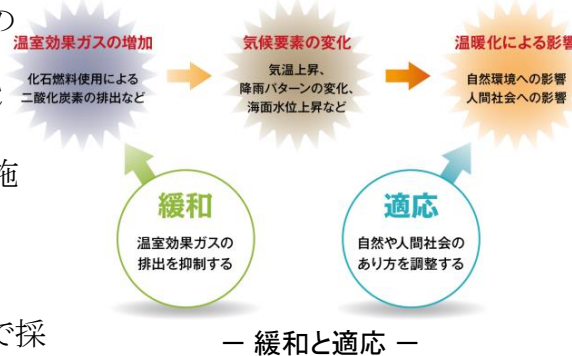 の
温室効果ガスの増加
化石燃料使用による
二酸化炭素の排出など
気候要素の変化
気温上昇、
降雨パターンの変化、
海面水位上昇など
温暖化による影響
自然環境への影響
人間社会への影響
施
緩和
温室効果ガスの
排出を抑制する
適応
自然や人間社会の
あり方を調整する
で採
― 緩和と適応 ―